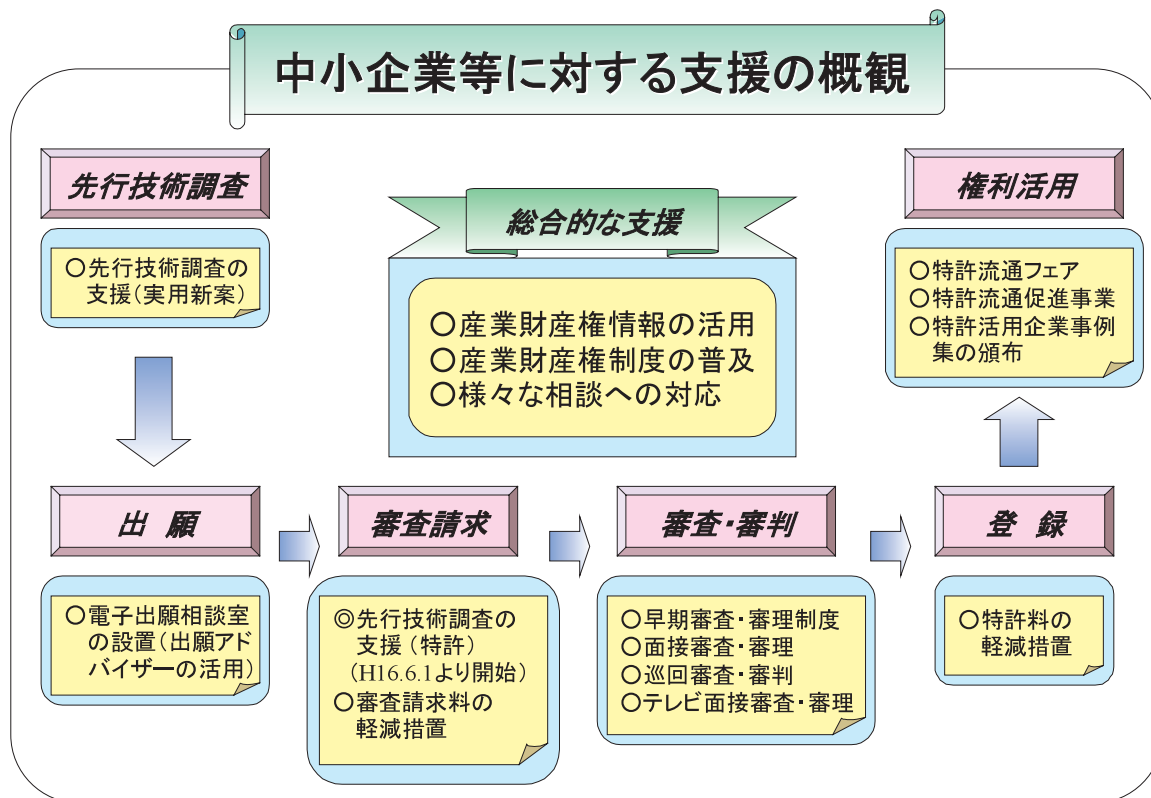 中小企業等に対する支援の概観
先行技術調査
○先行技術調査の
支援(実用新案)
総合的な支援
○産業財産権情報の活用
○産業財産権制度の普及
○様々な相談への対応
権利活用
○特許流通フェア
○特許流通促進事業
○特許活用企業事例
集の頒布
出 願
○電子出願相談室
の設置(出願アド
バイザーの活用)
審査請求
◎先行技術調査の
支援(特許)
(H16.6.1より開始)
○審査請求料の
軽減措置
審査・審判
○早期審査・審理制度
○面接審査・審理
○巡回審査・審判
○テレビ面接審査・審理
登 録
○特許料の
軽減措置